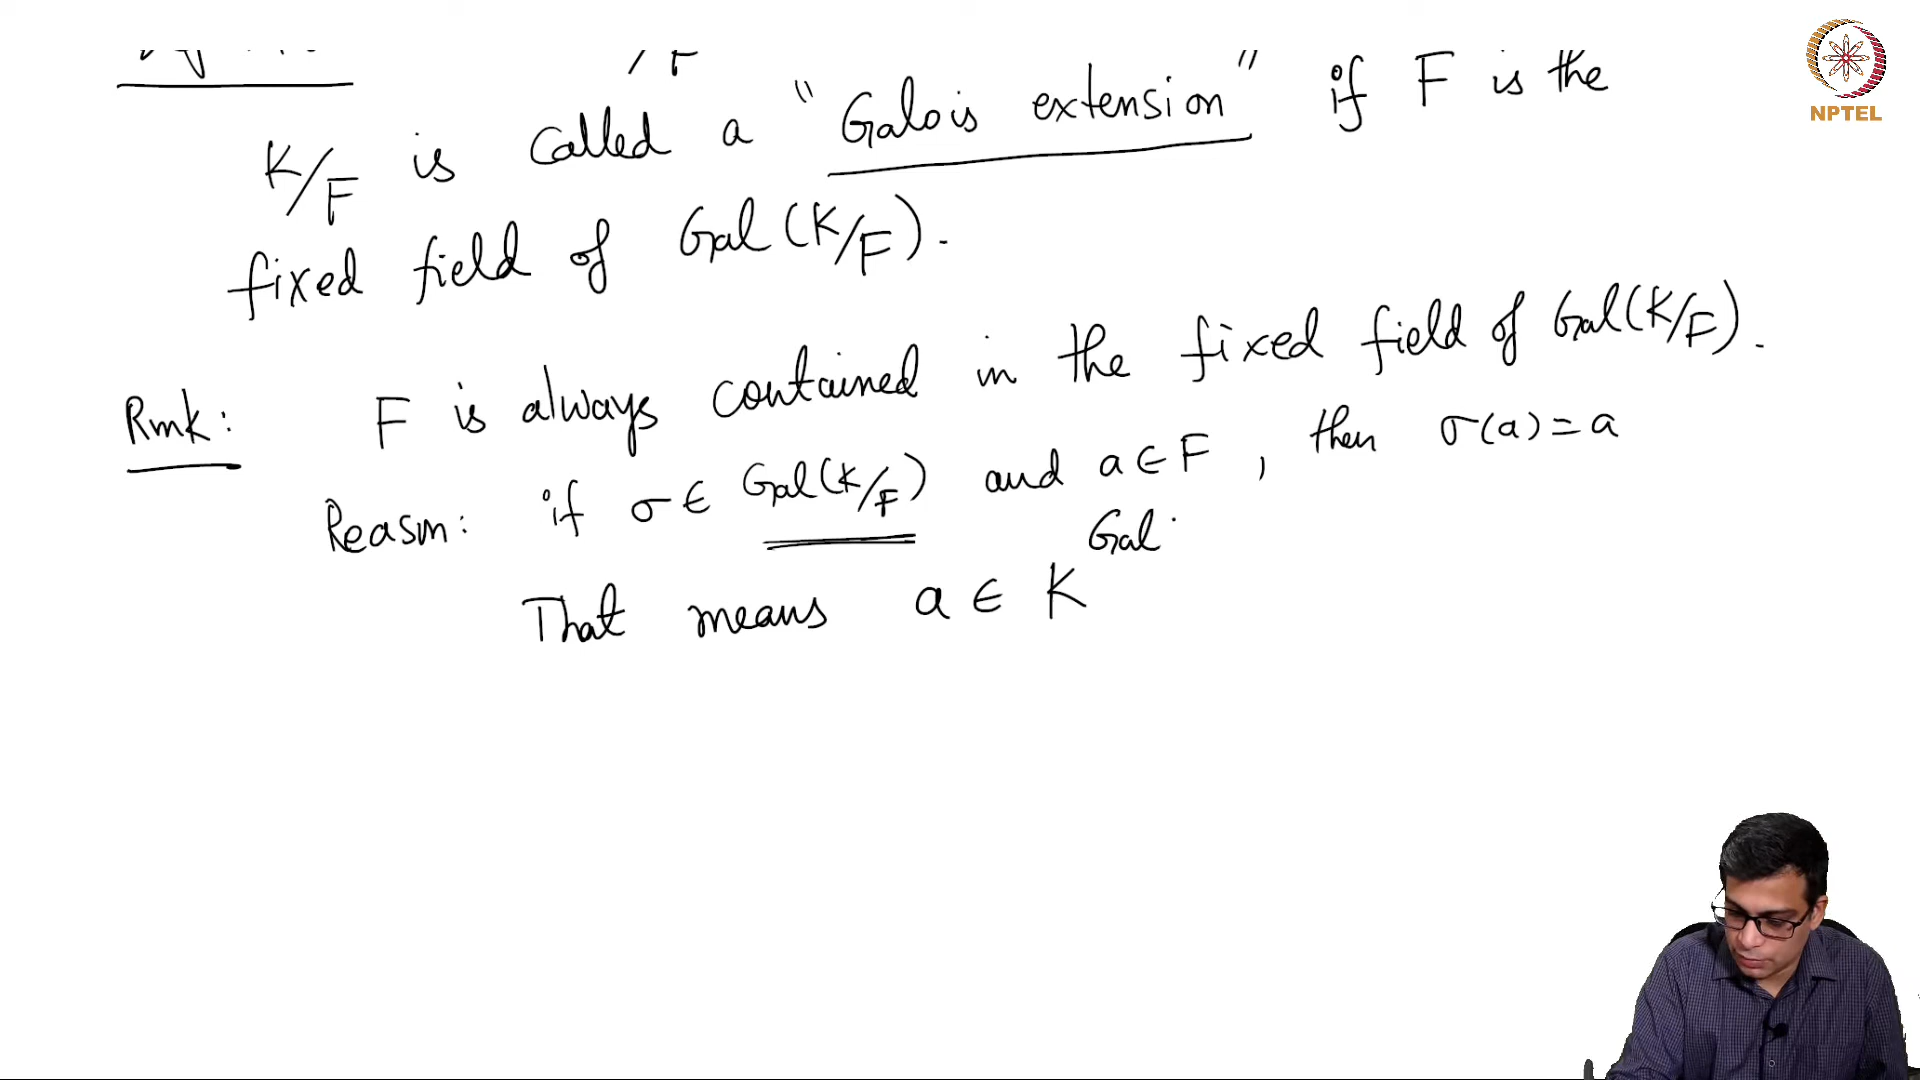 K/F is called a "Galois extension" if F is the
fixed field of Gal(K/F).
Rmk: F is always contained in the fixed field of Gal(K/F).
Reason: if σ ∈ Gal(K/F) and a ∈ F, then σ(a) = a
That means a ∈ K^Gal
NPTEL